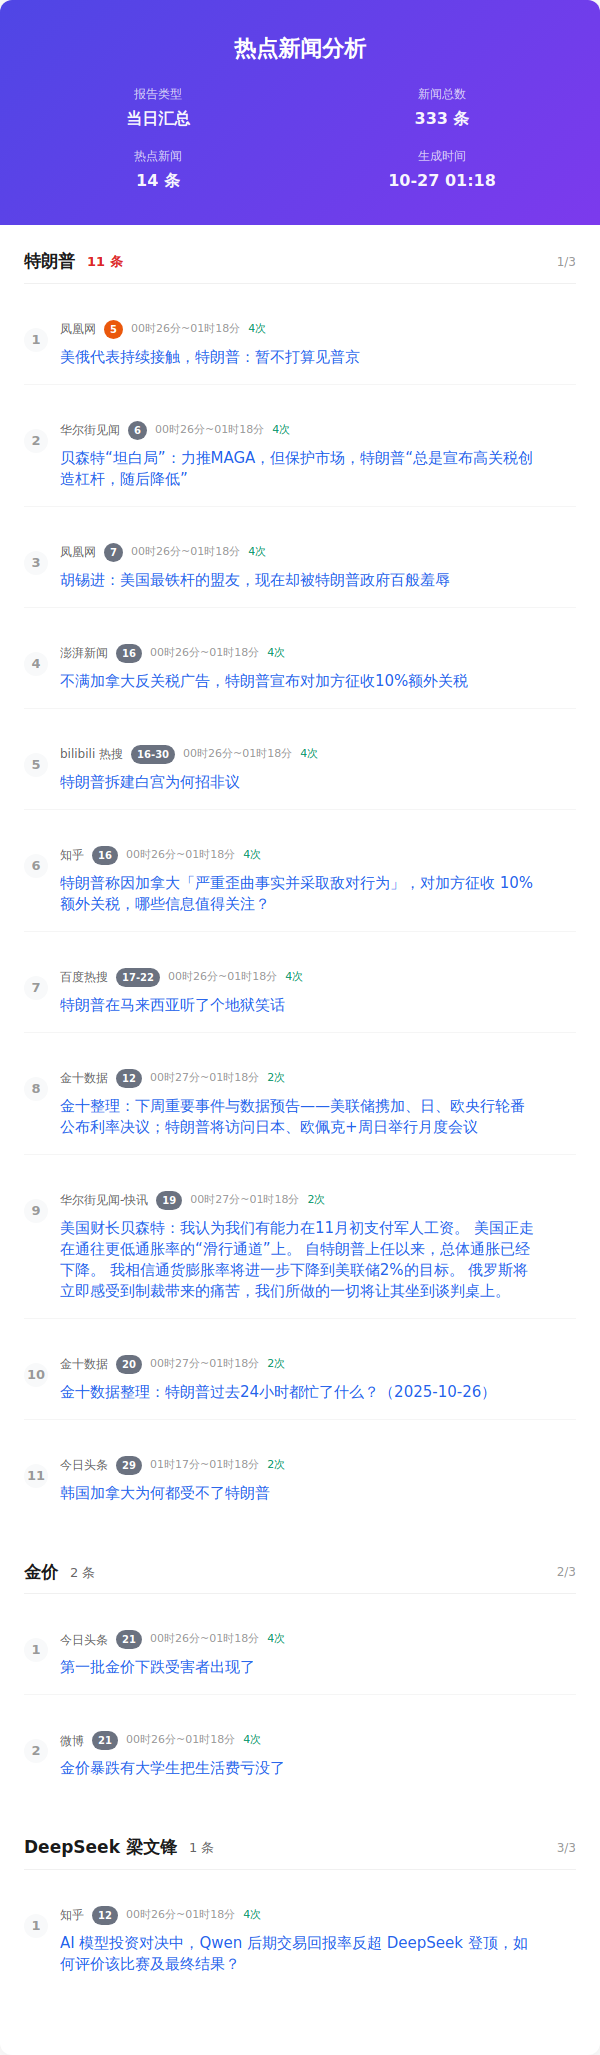 热点新闻分析
报告类型
新闻总数
当日汇总
333 条
热点新闻
生成时间
14 条
10-27 01:18
特朗普 11 条 1/3
1
凤凰网 5 00时26分~01时18分 4次
美俄代表持续接触，特朗普：暂不打算见普京
2
华尔街见闻 6 00时26分~01时18分 4次
贝森特“坦白局”：力推MAGA，但保护市场，特朗普“总是宣布高关税创
造杠杆，随后降低”
3
凤凰网 7 00时26分~01时18分 4次
胡锡进：美国最铁杆的盟友，现在却被特朗普政府百般羞辱
4
澎湃新闻 16 00时26分~01时18分 4次
不满加拿大反关税广告，特朗普宣布对加方征收10%额外关税
5
bilibili 热搜 16-30 00时26分~01时18分 4次
特朗普拆建白宫为何招非议
6
知乎 16 00时26分~01时18分 4次
特朗普称因加拿大「严重歪曲事实并采取敌对行为」，对加方征收 10%
额外关税，哪些信息值得关注？
7
百度热搜 17-22 00时26分~01时18分 4次
特朗普在马来西亚听了个地狱笑话
8
金十数据 12 00时27分~01时18分 2次
金十整理：下周重要事件与数据预告——美联储携加、日、欧央行轮番
公布利率决议；特朗普将访问日本、欧佩克+周日举行月度会议
9
华尔街见闻-快讯 19 00时27分~01时18分 2次
美国财长贝森特：我认为我们有能力在11月初支付军人工资。 美国正走
在通往更低通胀率的“滑行通道”上。 自特朗普上任以来，总体通胀已经
下降。 我相信通货膨胀率将进一步下降到美联储2%的目标。 俄罗斯将
立即感受到制裁带来的痛苦，我们所做的一切将让其坐到谈判桌上。
10
金十数据 20 00时27分~01时18分 2次
金十数据整理：特朗普过去24小时都忙了什么？（2025-10-26）
11
今日头条 29 01时17分~01时18分 2次
韩国加拿大为何都受不了特朗普
金价 2 条 2/3
1
今日头条 21 00时26分~01时18分 4次
第一批金价下跌受害者出现了
2
微博 21 00时26分~01时18分 4次
金价暴跌有大学生把生活费亏没了
DeepSeek 梁文锋 1 条 3/3
1
知乎 12 00时26分~01时18分 4次
AI 模型投资对决中，Qwen 后期交易回报率反超 DeepSeek 登顶，如
何评价该比赛及最终结果？